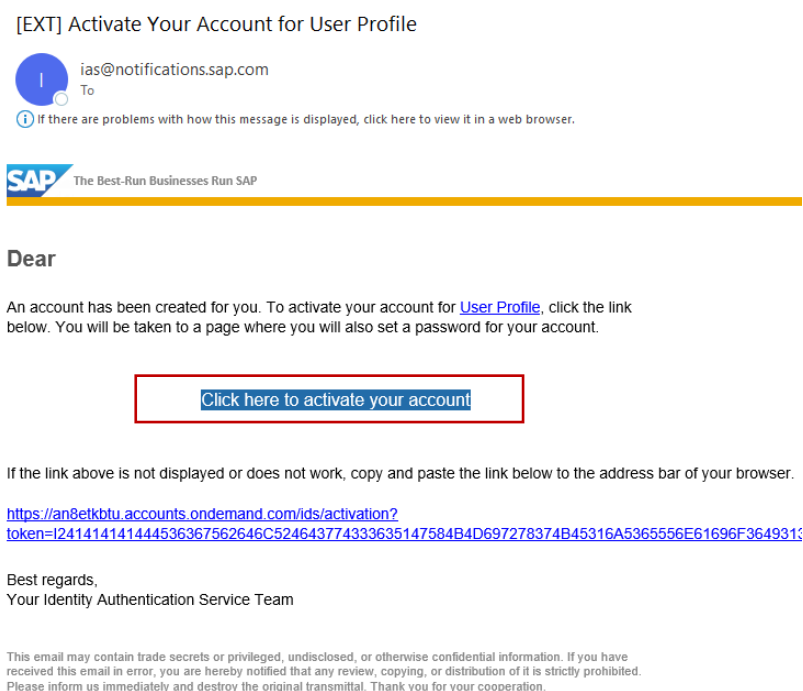 [EXT] Activate Your Account for User Profile
I
ias@notifications.sap.com
To
i If there are problems with how this message is displayed, click here to view it in a web browser.
SAP The Best-Run Businesses Run SAP
Dear
An account has been created for you. To activate your account for User Profile, click the link
below. You will be taken to a page where you will also set a password for your account.
Click here to activate your account
If the link above is not displayed or does not work, copy and paste the link below to the address bar of your browser.
https://an8etkbtu.accounts.ondemand.com/ids/activation?
token=I241414141444536367562646C524643774333635147584B4D697278374B45316A5365556E61696F3649313
Best regards,
Your Identity Authentication Service Team
This email may contain trade secrets or privileged, undisclosed, or otherwise confidential information. If you have
received this email in error, you are hereby notified that any review, copying, or distribution of it is strictly prohibited.
Please inform us immediately and destroy the original transmittal. Thank you for your cooperation.